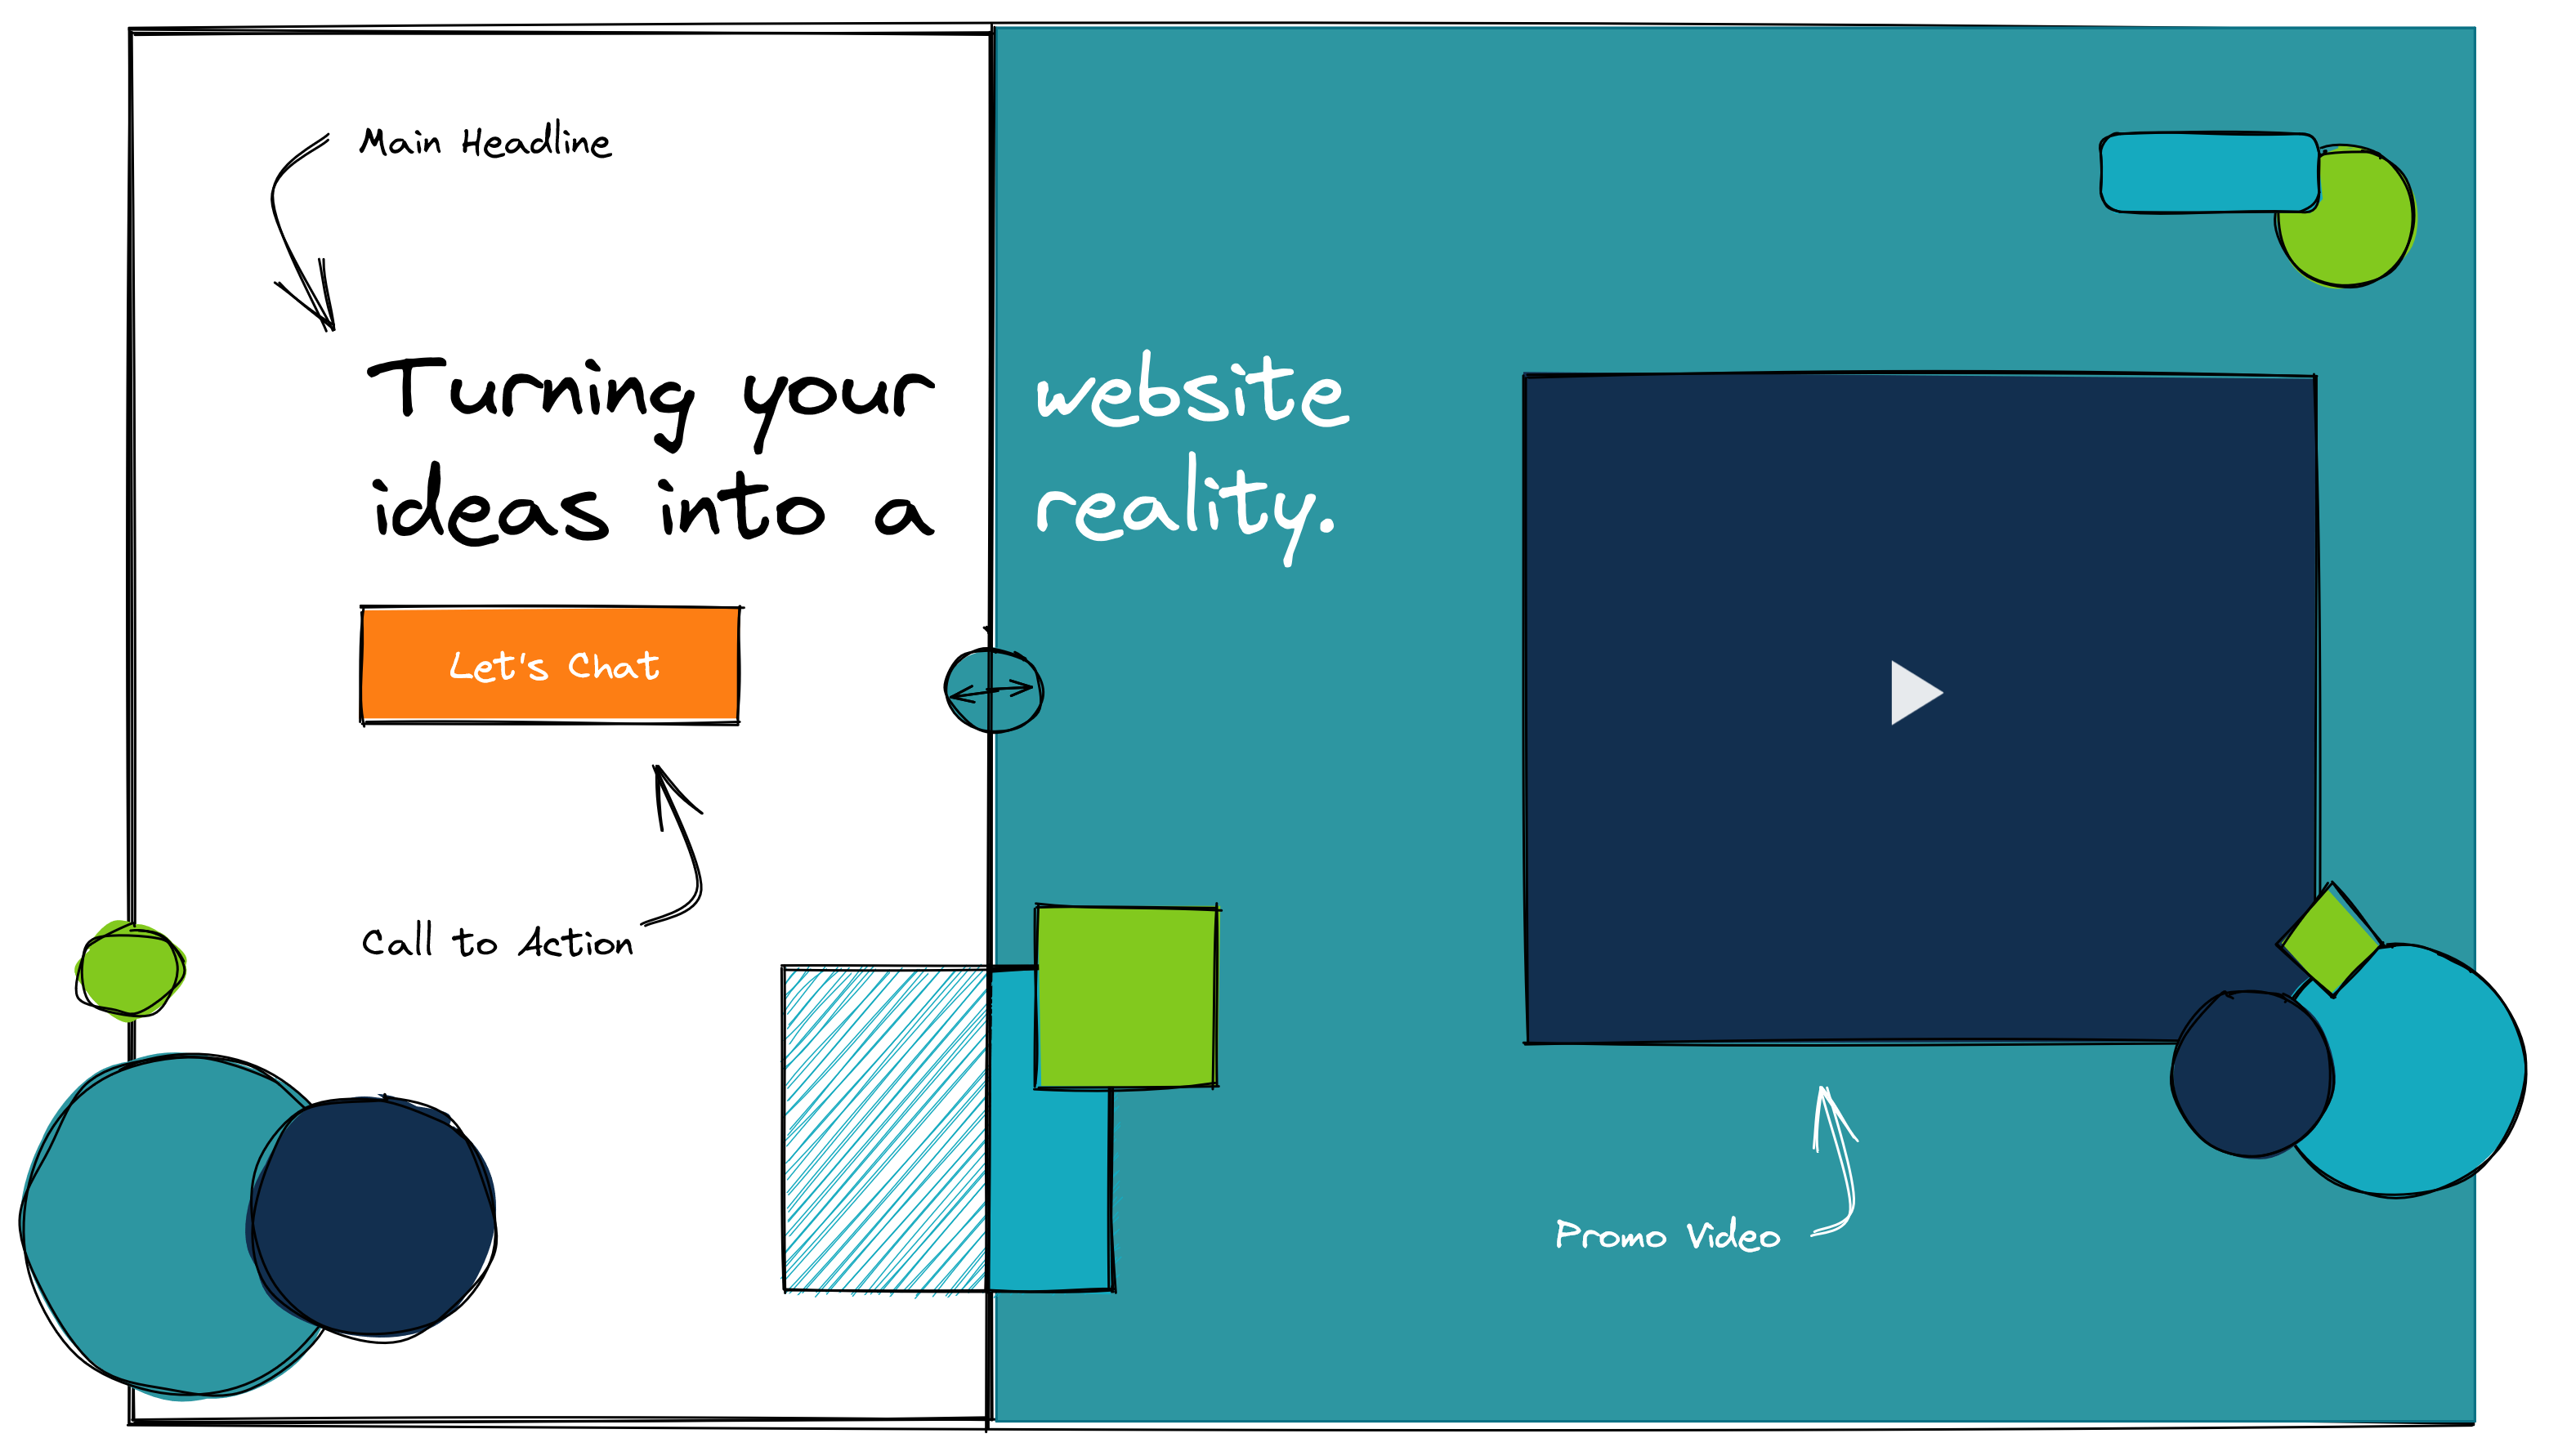 Main Headline
Turning your website
ideas into a reality.
Let's Chat
Call to Action
Promo Video